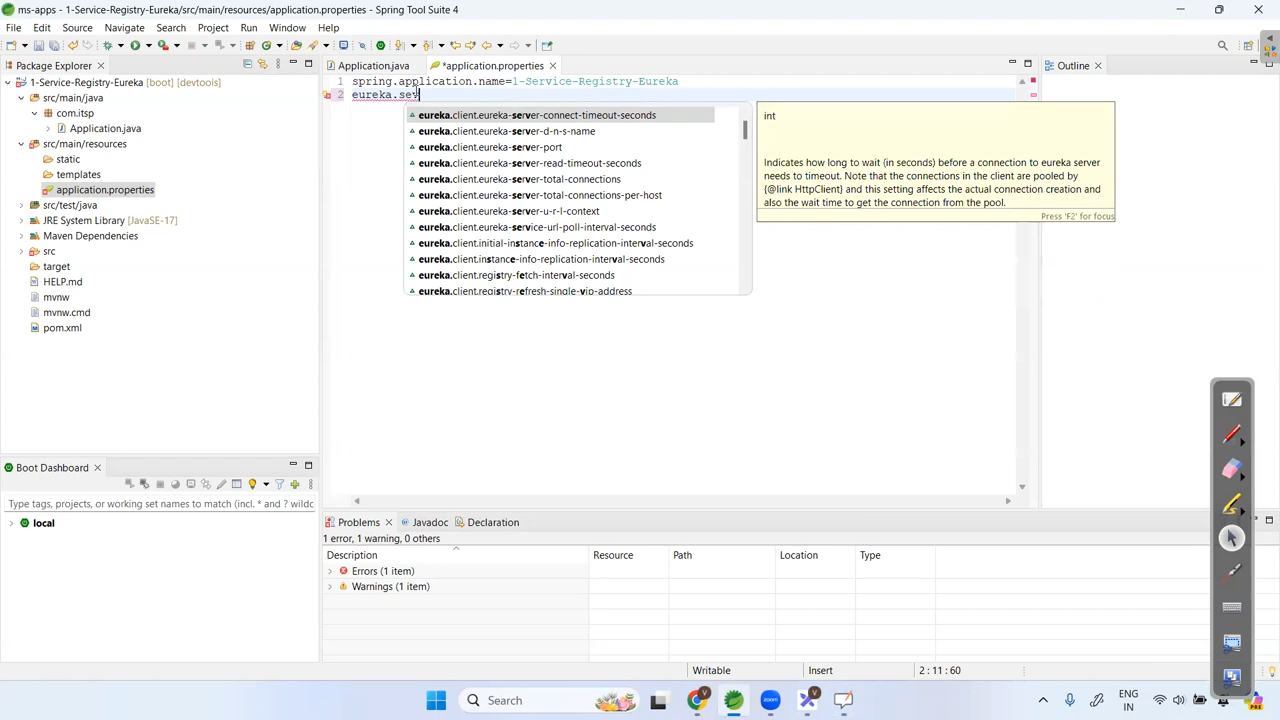 ms-apps - 1-Service-Registry-Eureka/src/main/resources/application.properties - Spring Tool Suite 4
File Edit Source Navigate Search Project Run Window Help
Package Explorer
1-Service-Registry-Eureka [boot] [devtools]
src/main/java
com.itsp
Application.java
src/main/resources
static
templates
application.properties
src/test/java
JRE System Library [JavaSE-17]
Maven Dependencies
src
target
HELP.md
mvnw
mvnw.cmd
pom.xml
Application.java *application.properties
1 spring.application.name=1-Service-Registry-Eureka
2 eureka.sev
eureka.client.eureka-server-connect-timeout-seconds
eureka.client.eureka-server-d-n-s-name
eureka.client.eureka-server-port
eureka.client.eureka-server-read-timeout-seconds
eureka.client.eureka-server-total-connections
eureka.client.eureka-server-total-connections-per-host
eureka.client.eureka-server-u-r-l-context
eureka.client.eureka-service-url-poll-interval-seconds
eureka.client.initial-instance-info-replication-interval-seconds
eureka.client.instance-info-replication-interval-seconds
eureka.client.registry-fetch-interval-seconds
eureka.client.registry-refresh-single-vip-address
int
Indicates how long to wait (in seconds) before a connection to eureka server
needs to timeout. Note that the connections in the client are pooled by
{@link HttpClient} and this setting affects the actual connection creation and
also the wait time to get the connection from the pool.
Press 'F2' for focus
Outline
Boot Dashboard
Type tags, projects, or working set names to match (incl. * and ? wildc
local
Problems Javadoc Declaration
1 error, 1 warning, 0 others
Description Resource Path Location Type
Errors (1 item)
Warnings (1 item)
Writable Insert 2 : 11 : 60
Search
ENG
IN
PRE